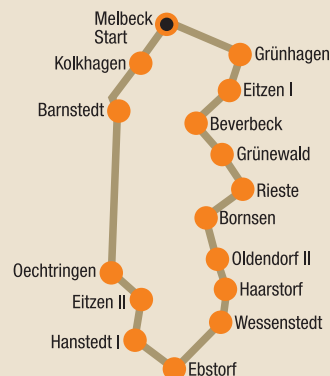 Melbeck
Start
Grünhagen
Kolkhagen
Eitzen I
Barnstedt
Beverbeck
Grünewald
Rieste
Bornsen
Oldendorf II
Oechtringen
Haarstorf
Eitzen II
Wessenstedt
Hanstedt I
Ebstorf